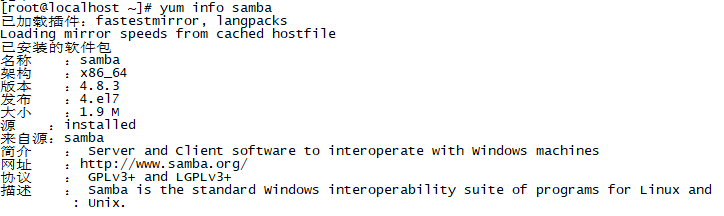 [root@localhost ~]# yum info samba
已加载插件：fastestmirror, langpacks
Loading mirror speeds from cached hostfile
已安装的软件包
名称    ：samba
架构    ：x86_64
版本    ：4.8.3
发布    ：4.el7
大小    ：1.9 M
源    ：installed
来自源：samba
简介    ： Server and Client software to interoperate with Windows machines
网址    ：http://www.samba.org/
协议    ： GPLv3+ and LGPLv3+
描述    ： Samba is the standard Windows interoperability suite of programs for Linux and
         : Unix.